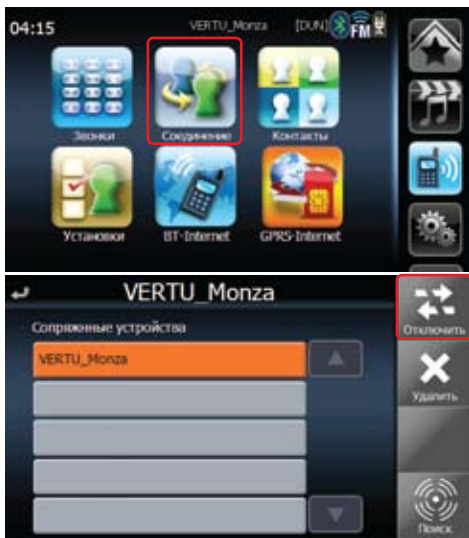 04:15 VERTU_Monza [DUN] FM
Звонки Соединение Контакты
Установки BT-Internet GPRS-Internet
VERTU_Monza
Сопряженные устройства
Отключить
VERTU_Monza
Удалить
Поиск